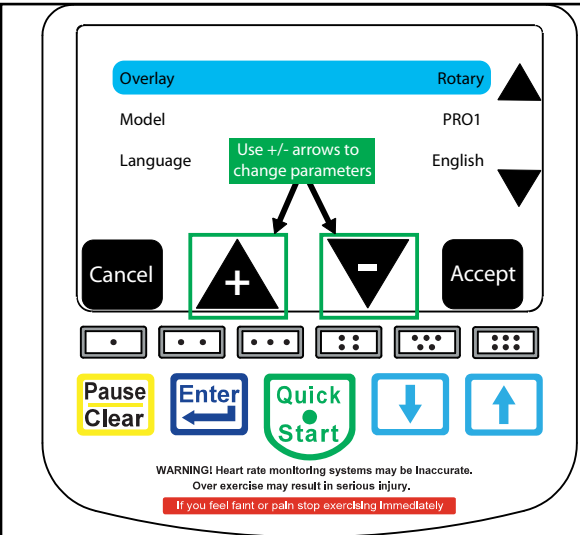 Overlay Rotary
Model PRO1
Language English
Use +/- arrows to
change parameters
Cancel + - Accept
Pause
Clear
Enter
Quick
Start
WARNING! Heart rate monitoring systems may be inaccurate.
Over exercise may result in serious injury.
If you feel faint or pain stop exercising immediately